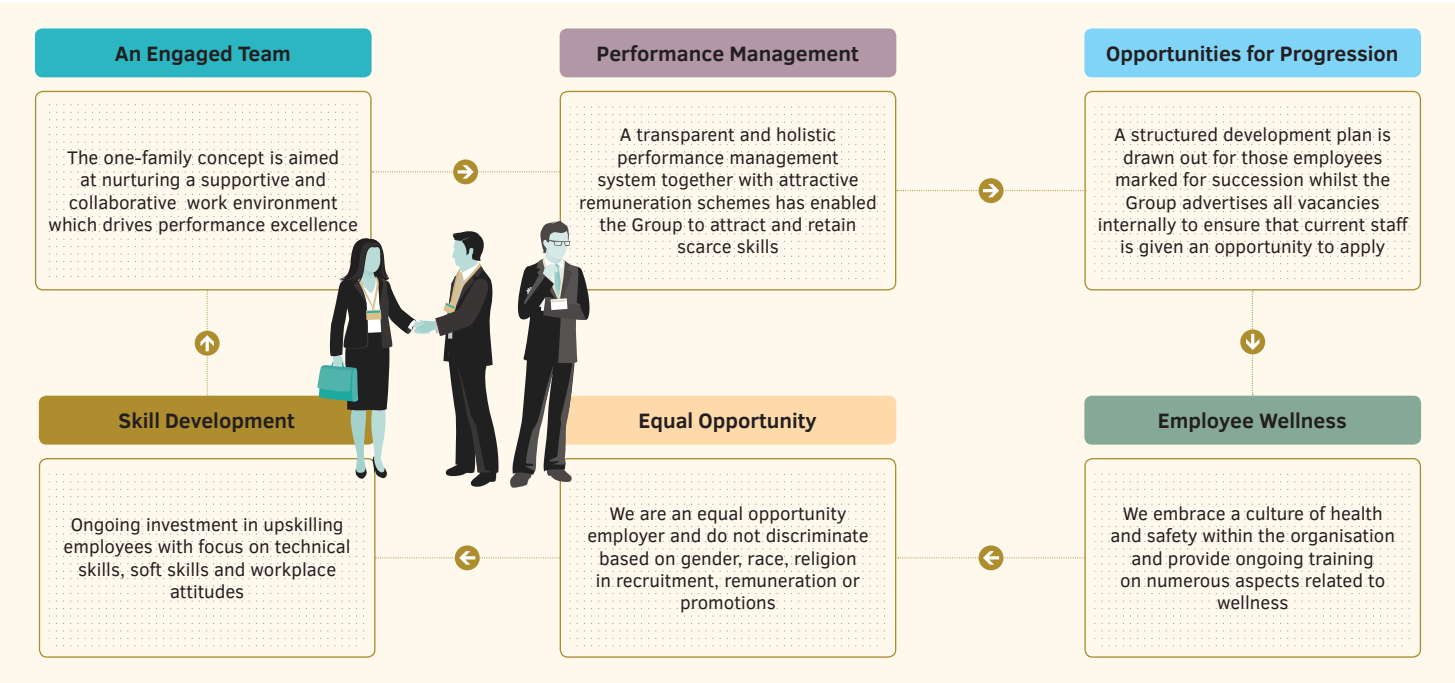 An Engaged Team
The one-family concept is aimed
at nurturing a supportive and
collaborative work environment
which drives performance excellence
Performance Management
A transparent and holistic
performance management
system together with attractive
remuneration schemes has enabled
the Group to attract and retain
scarce skills
Opportunities for Progression
A structured development plan is
drawn out for those employees
marked for succession whilst the
Group advertises all vacancies
internally to ensure that current staff
is given an opportunity to apply
Skill Development
Ongoing investment in upskilling
employees with focus on technical
skills, soft skills and workplace
attitudes
Equal Opportunity
We are an equal opportunity
employer and do not discriminate
based on gender, race, religion
in recruitment, remuneration or
promotions
Employee Wellness
We embrace a culture of health
and safety within the organisation
and provide ongoing training
on numerous aspects related to
wellness